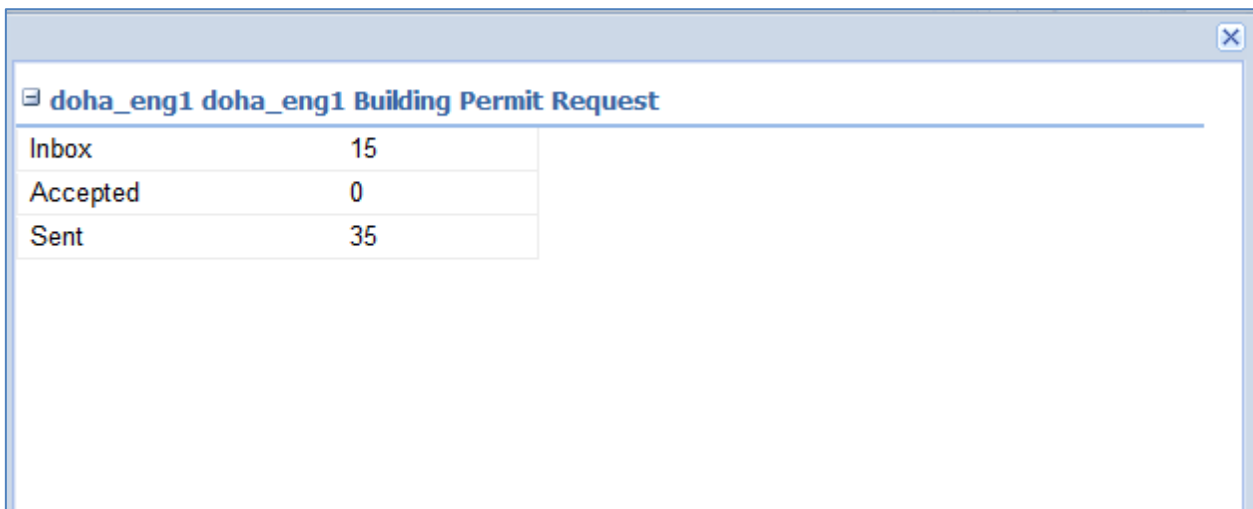 doha_eng1 doha_eng1 Building Permit Request
Inbox 15
Accepted 0
Sent 35